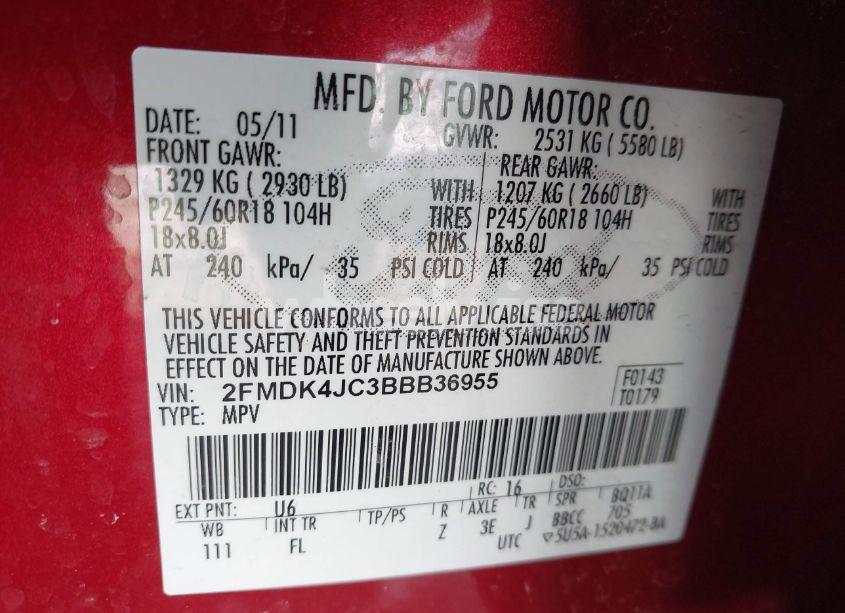 MFD. BY FORD MOTOR CO.
DATE: 05/11 GVWR: 2531 KG ( 5580 LB)
FRONT GAWR: REAR GAWR:
1329 KG ( 2930 LB) WITH 1207 KG ( 2660 LB) WITH
P245/60R18 104H TIRES P245/60R18 104H TIRES
18x8.0J RIMS 18x8.0J RIMS
AT 240 kPa/ 35 PSI COLD AT 240 kPa/ 35 PSI COLD
THIS VEHICLE CONFORMS TO ALL APPLICABLE FEDERAL MOTOR
VEHICLE SAFETY AND THEFT PREVENTION STANDARDS IN
EFFECT ON THE DATE OF MANUFACTURE SHOWN ABOVE.
VIN: 2FMDK4JC3BBB36955 F0143
TYPE: MPV T0179
EXT PNT: U6 RC: 16 DSO:
WB INT TR TP/PS R AXLE TR SPR BQ11A
111 FL Z 3E J BBCC 705
UTC ▽5U5A-1520472-BA